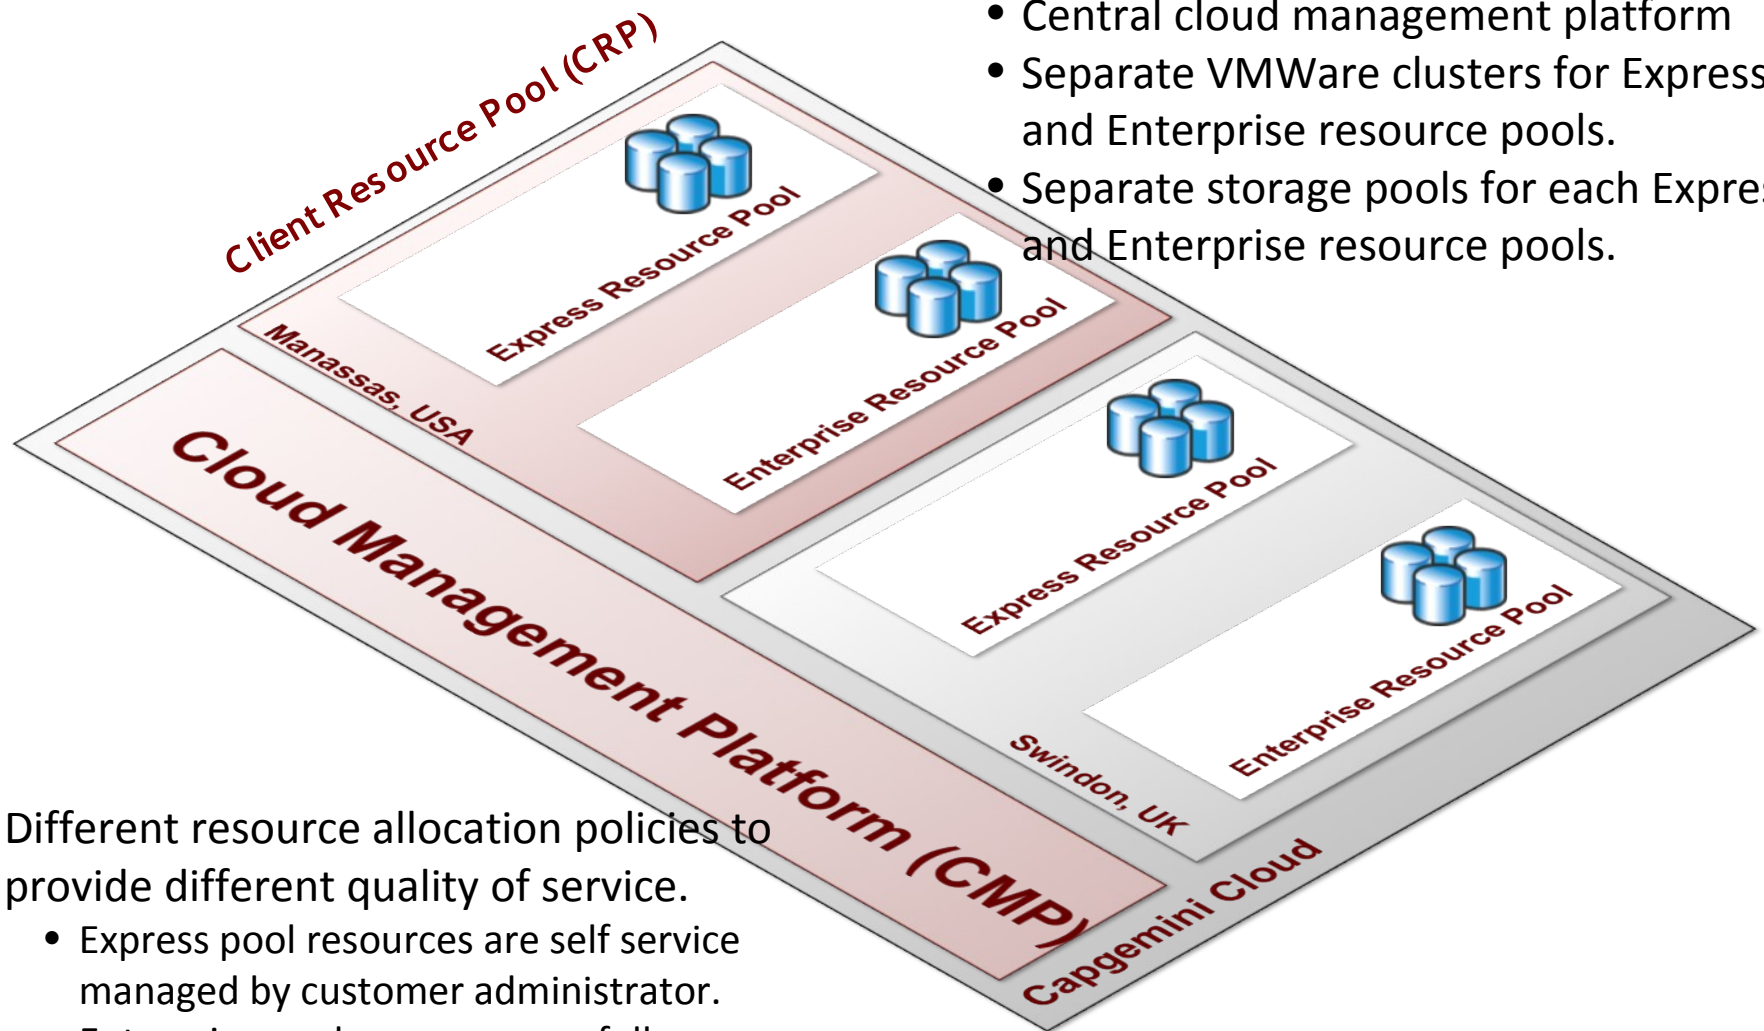 • Central cloud management platform
• Separate VMWare clusters for Express
and Enterprise resource pools.
• Separate storage pools for each
and Enterprise resource pools.
Client Resource Pool (CRP)
Express Resource Pool
Enterprise Resource Pool
Manassas, USA
Express Resource Pool
Enterprise Resource Pool
Swindon, UK
Cloud Management Platform (CMP)
Capgemini Cloud
Different resource allocation policies to
provide different quality of service.
• Express pool resources are self service
managed by customer administrator.